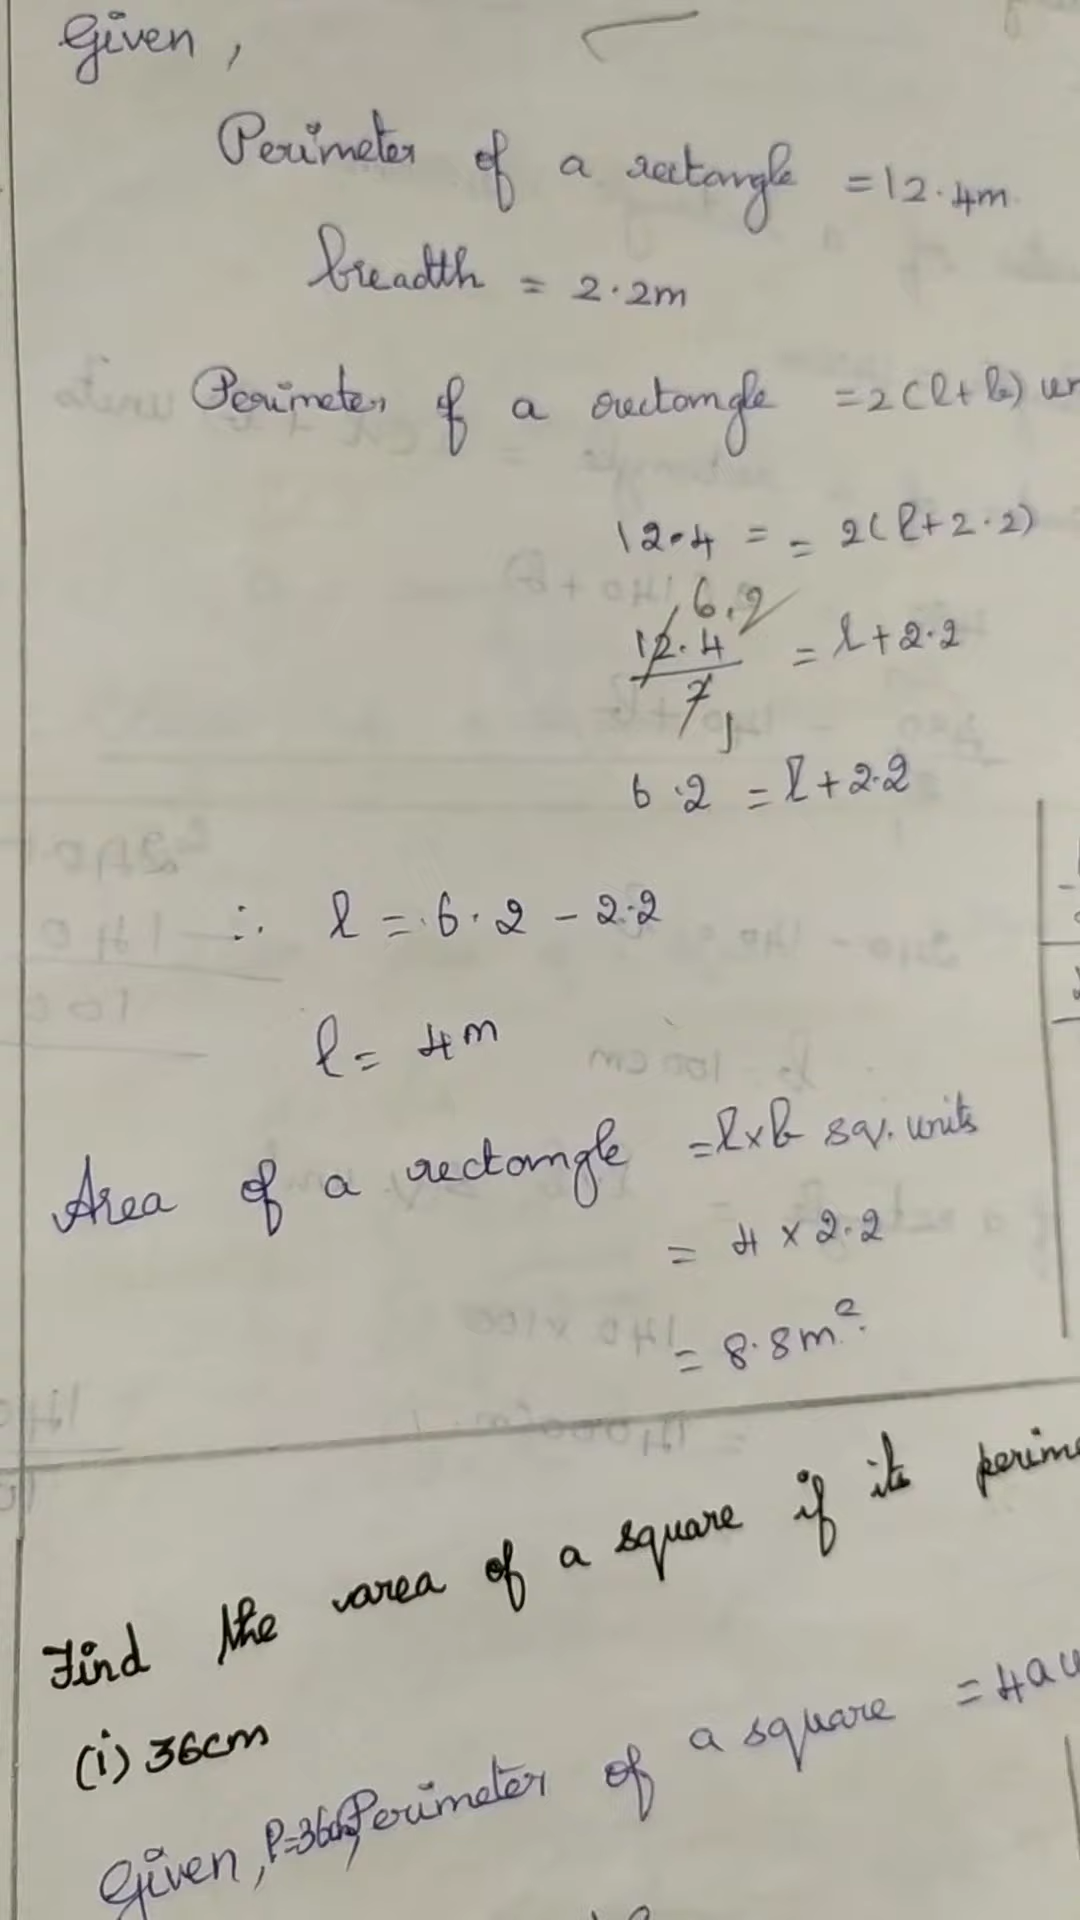 Given,
Perimeter of a rectangle = 12.4m
breadth = 2.2m
Perimeter of a rectangle = 2(l+b)
12.4 = = 2(l+2.2)
6.2
12.4 = l+2.2
2
1
6.2 = l+2.2
∴ l = 6.2 - 2.2
l = 4m
Area of a rectangle = l×b sq. units
= 4 × 2.2
= 8.8m².
Find the area of a square if its
(i) 36cm
Given, P=36cm, Perimeter of a square = 4a